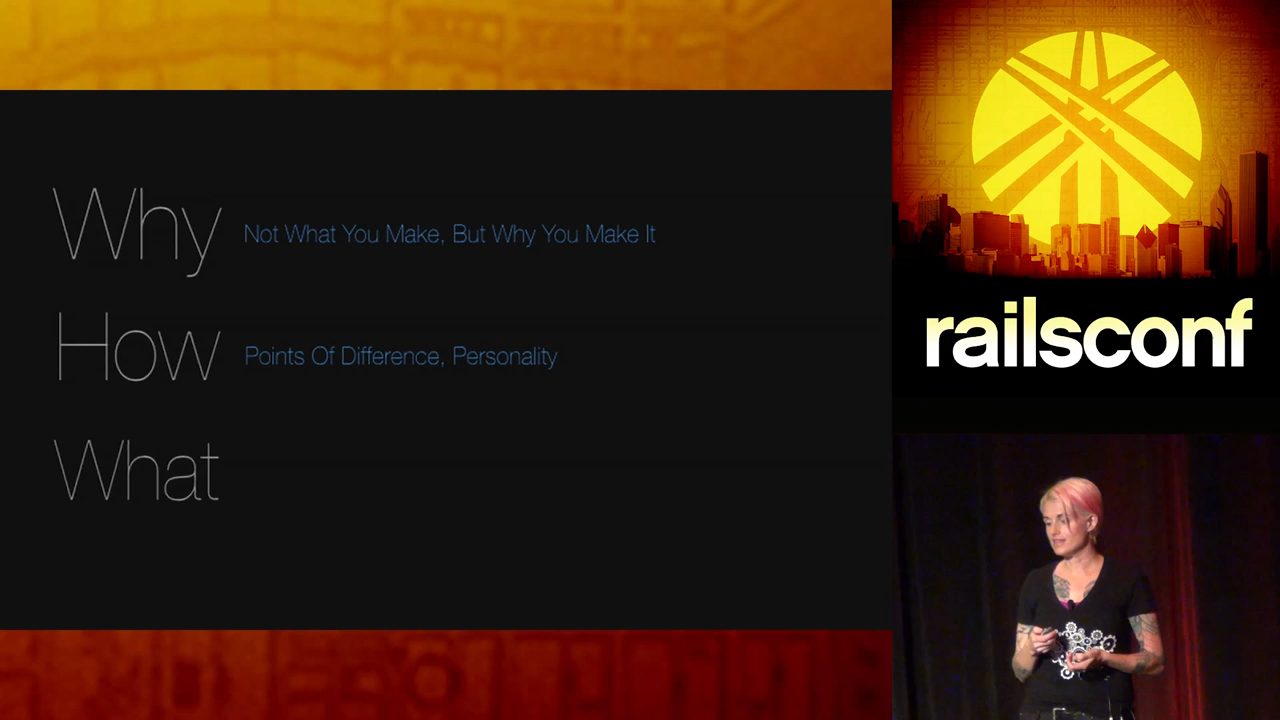 Why
Not What You Make, But Why You Make It
How
Points Of Difference, Personality
What
railsconf